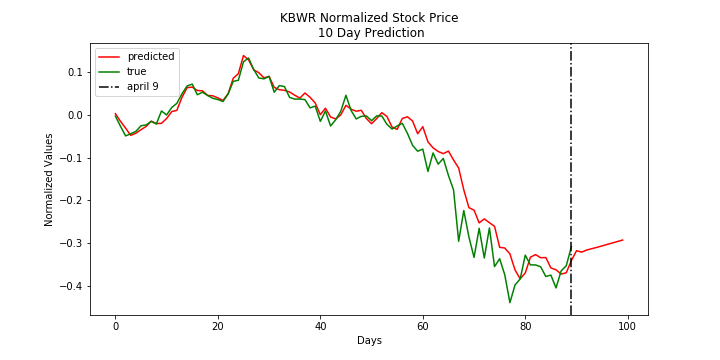 KBWR Normalized Stock Price
10 Day Prediction
predicted
true
april 9
Normalized Values
0.1
0.0
−0.1
−0.2
−0.3
−0.4
0 20 40 60 80 100
Days